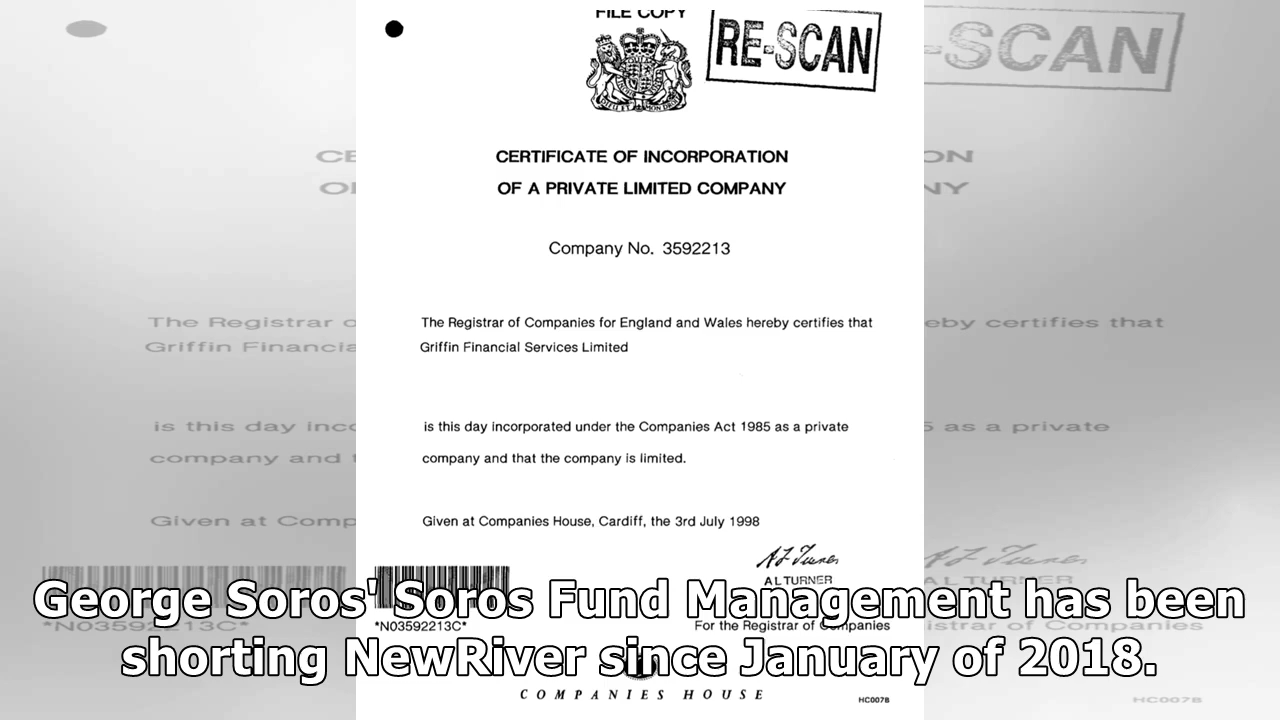 FILE COPY
RE-SCAN
CERTIFICATE OF INCORPORATION
OF A PRIVATE LIMITED COMPANY
Company No. 3592213
The Registrar of Companies for England and Wales hereby certifies that
Griffin Financial Services Limited
is this day incorporated under the Companies Act 1985 as a private
company and that the company is limited.
Given at Companies House, Cardiff, the 3rd July 1998
A L TURNER
*N03592213C*
For the Registrar of Companies
George Soros' Soros Fund Management has been
shorting NewRiver since January of 2018.
COMPANIES HOUSE
HC007B